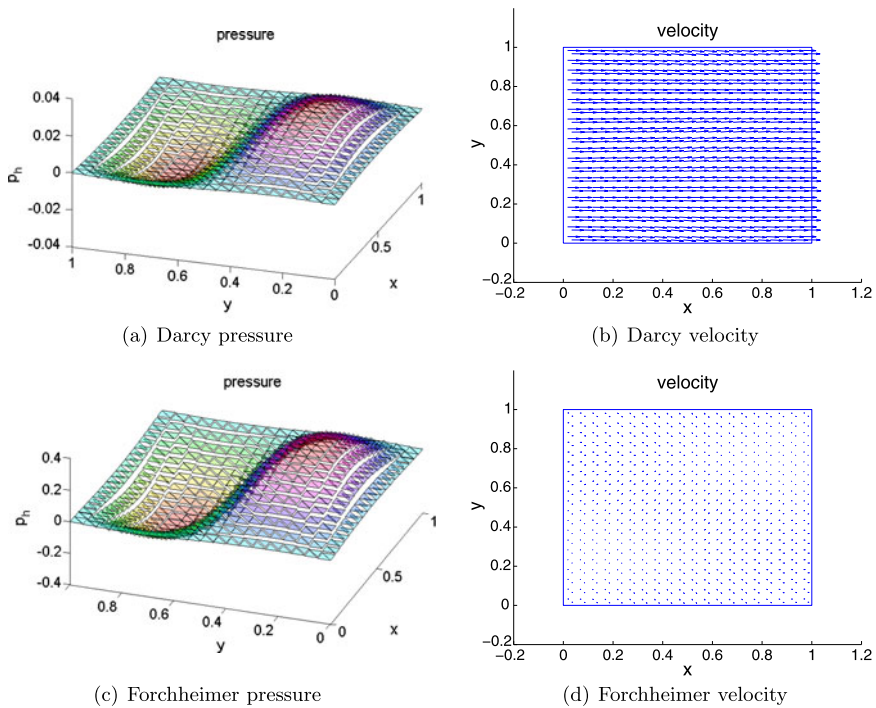 pressure
0.04
0.02
0
-0.02
-0.04
p_h
1
0.8
0.6
0.4
0.2
0
y
1
0.5
x
(a) Darcy pressure
velocity
1
0.8
0.6
0.4
0.2
0
−0.2
y
−0.2 0 0.2 0.4 0.6 0.8 1 1.2
x
(b) Darcy velocity
pressure
0.4
0.2
0
-0.2
-0.4
p_h
0.8
0.6
0.4
0.2
0
y
1
0.5
0
x
(c) Forchheimer pressure
velocity
1
0.8
0.6
0.4
0.2
0
−0.2
y
−0.2 0 0.2 0.4 0.6 0.8 1 1.2
x
(d) Forchheimer velocity